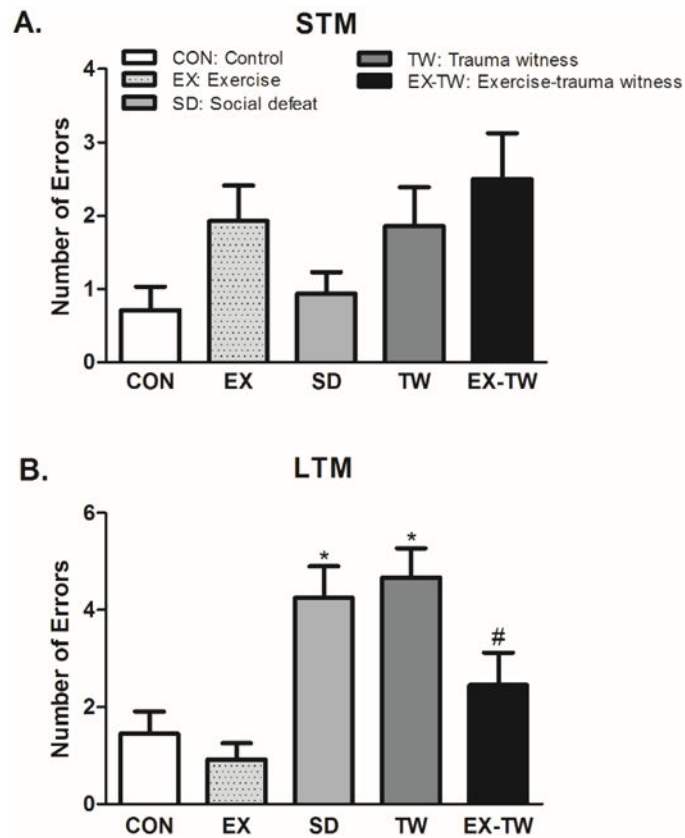 A.
STM
CON: Control
EX: Exercise
SD: Social defeat
TW: Trauma witness
EX-TW: Exercise-trauma witness
Number of Errors
4
3
2
1
0
CON EX SD TW EX-TW
B.
LTM
Number of Errors
6
4
2
0
* * #
CON EX SD TW EX-TW